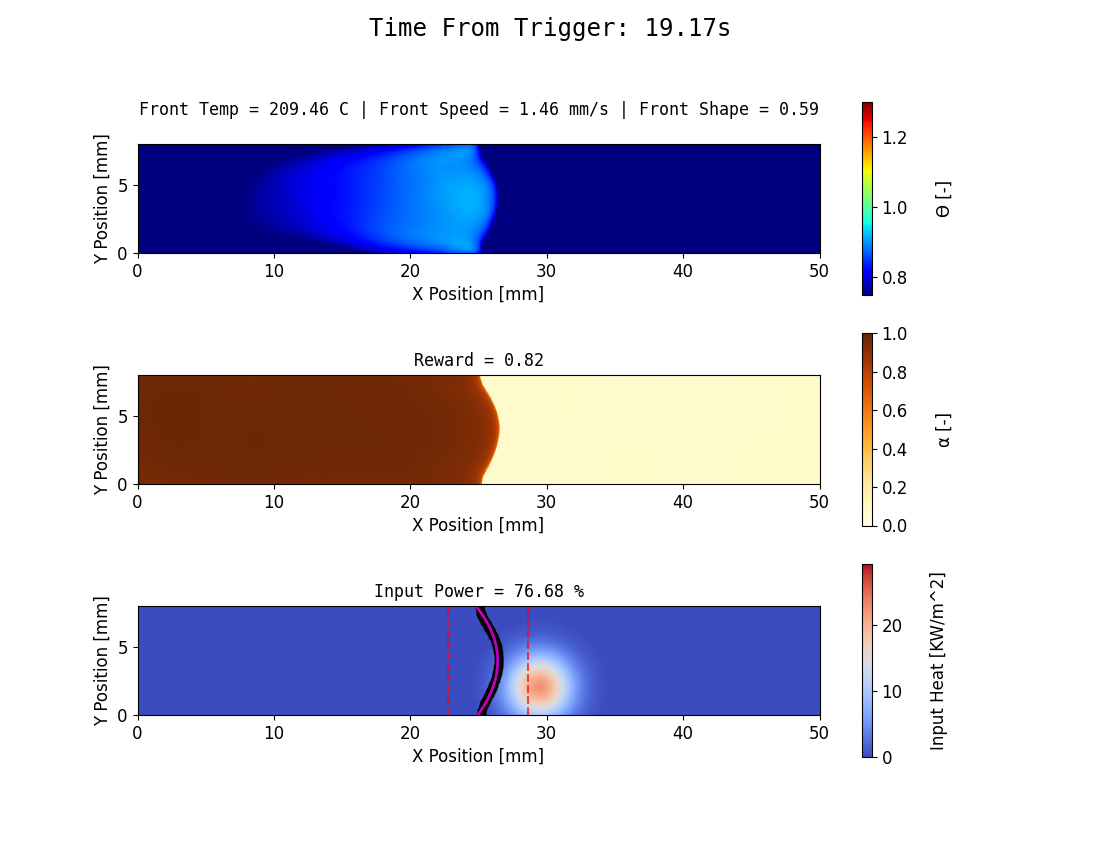 Time From Trigger: 19.17s
Front Temp = 209.46 C | Front Speed = 1.46 mm/s | Front Shape = 0.59
Y Position [mm]
5
0
0 10 20 30 40 50
X Position [mm]
1.2
1.0
0.8
Θ [-]
Reward = 0.82
Y Position [mm]
5
0
0 10 20 30 40 50
X Position [mm]
1.0
0.8
0.6
0.4
0.2
0.0
α [-]
Input Power = 76.68 %
Y Position [mm]
5
0
0 10 20 30 40 50
X Position [mm]
20
10
0
Input Heat [KW/m^2]